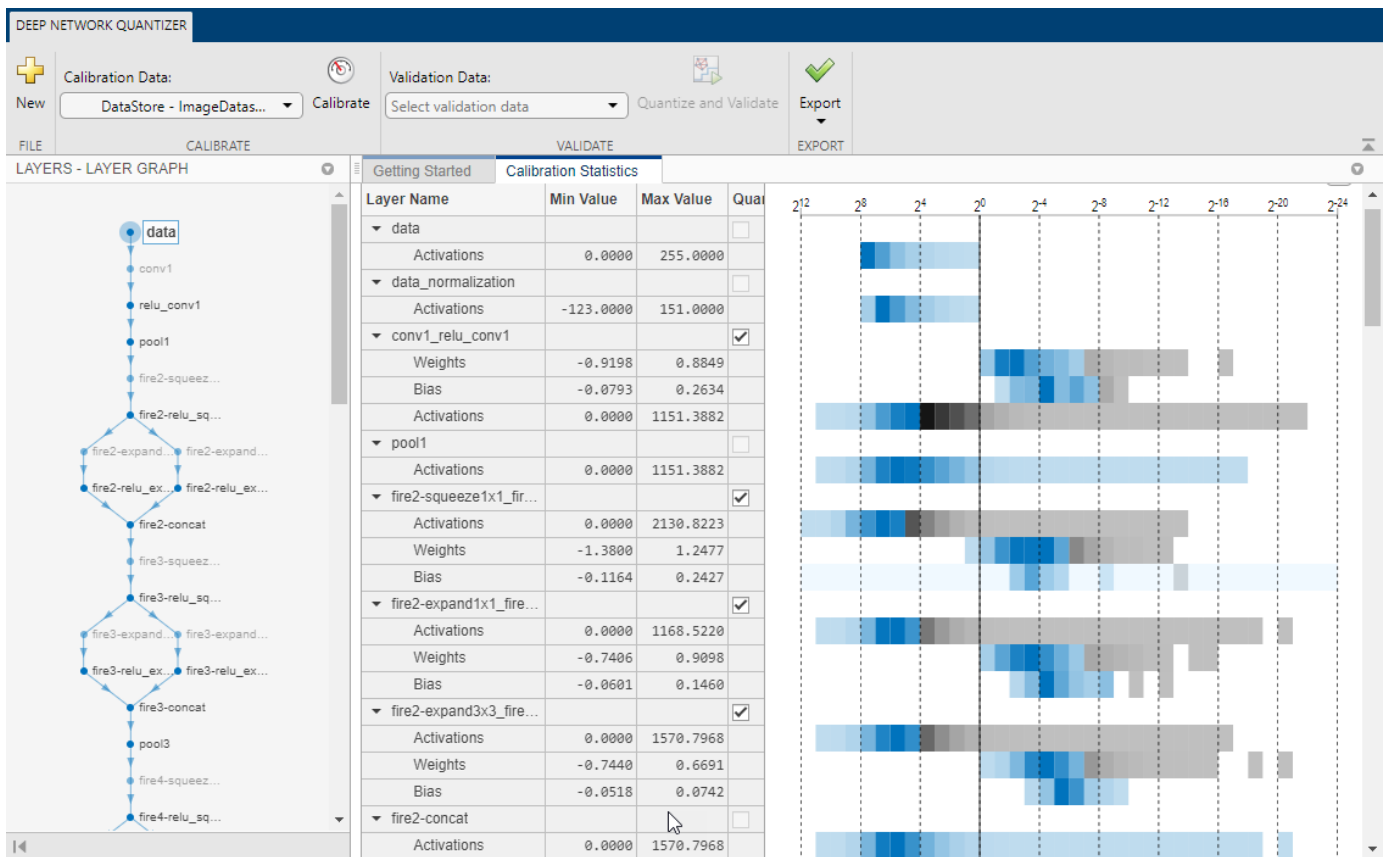 DEEP NETWORK QUANTIZER
New
Calibration Data:
DataStore - ImageDatas...
Calibrate
Validation Data:
Select validation data
Quantize and Validate
Export
FILE
CALIBRATE
VALIDATE
EXPORT
LAYERS - LAYER GRAPH
data
conv1
relu_conv1
pool1
fire2-squeez...
fire2-relu_sq...
fire2-expand... fire2-expand...
fire2-relu_ex... fire2-relu_ex...
fire2-concat
fire3-squeez...
fire3-relu_sq...
fire3-expand... fire3-expand...
fire3-relu_ex... fire3-relu_ex...
fire3-concat
pool3
fire4-squeez...
fire4-relu_sq...
Getting Started Calibration Statistics
Layer Name Min Value Max Value Quan
data
Activations 0.0000 255.0000
data_normalization
Activations -123.0000 151.0000
conv1_relu_conv1
Weights -0.9198 0.8849
Bias -0.0793 0.2634
Activations 0.0000 1151.3882
pool1
Activations 0.0000 1151.3882
fire2-squeeze1x1_fir...
Activations 0.0000 2130.8223
Weights -1.3800 1.2477
Bias -0.1164 0.2427
fire2-expand1x1_fire...
Activations 0.0000 1168.5220
Weights -0.7406 0.9098
Bias -0.0601 0.1460
fire2-expand3x3_fire...
Activations 0.0000 1570.7968
Weights -0.7440 0.6691
Bias -0.0518 0.0742
fire2-concat
Activations 0.0000 1570.7968
2^12 2^8 2^4 2^0 2^-4 2^-8 2^-12 2^-16 2^-20 2^-24